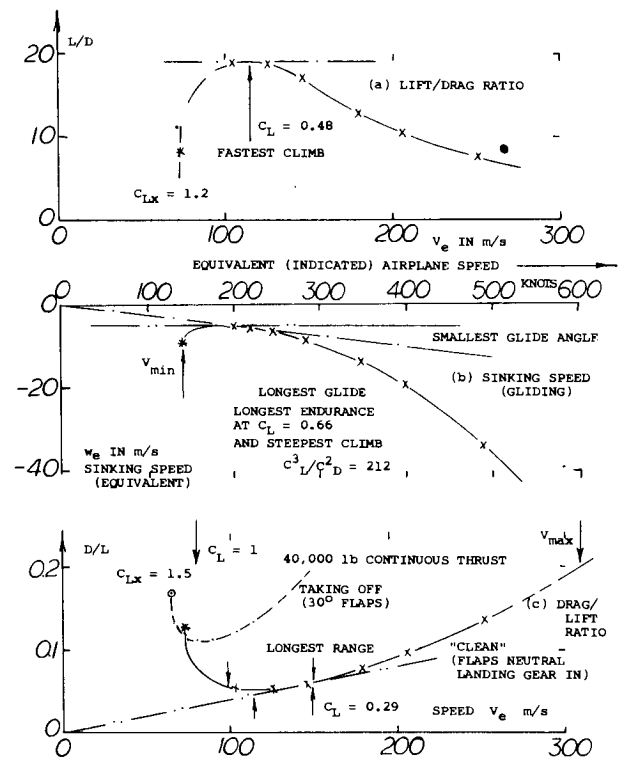 L/D
20
10
0
(a) LIFT/DRAG RATIO
C_L = 0.48
FASTEST CLIMB
C_Lx = 1.2
100
200
V_e IN m/s
300
EQUIVALENT (INDICATED) AIRPLANE SPEED
0
100
200
300
400
500
KNOTS
600
SMALLEST GLIDE ANGLE
V_min
(b) SINKING SPEED
(GLIDING)
-20
LONGEST GLIDE
LONGEST ENDURANCE
AT C_L = 0.66
AND STEEPEST CLIMB
C^3_L/C^2_D = 212
w_e IN m/s
SINKING SPEED
(EQUIVALENT)
-40
D/L
C_L = 1
V_max
40,000 lb CONTINUOUS THRUST
0.2
C_Lx = 1.5
TAKING OFF
(30° FLAPS)
(c) DRAG/
LIFT
RATIO
LONGEST RANGE
"CLEAN"
(FLAPS NEUTRAL
LANDING GEAR IN)
0.1
C_L = 0.29
SPEED V_e m/s
0
0
100
200
300